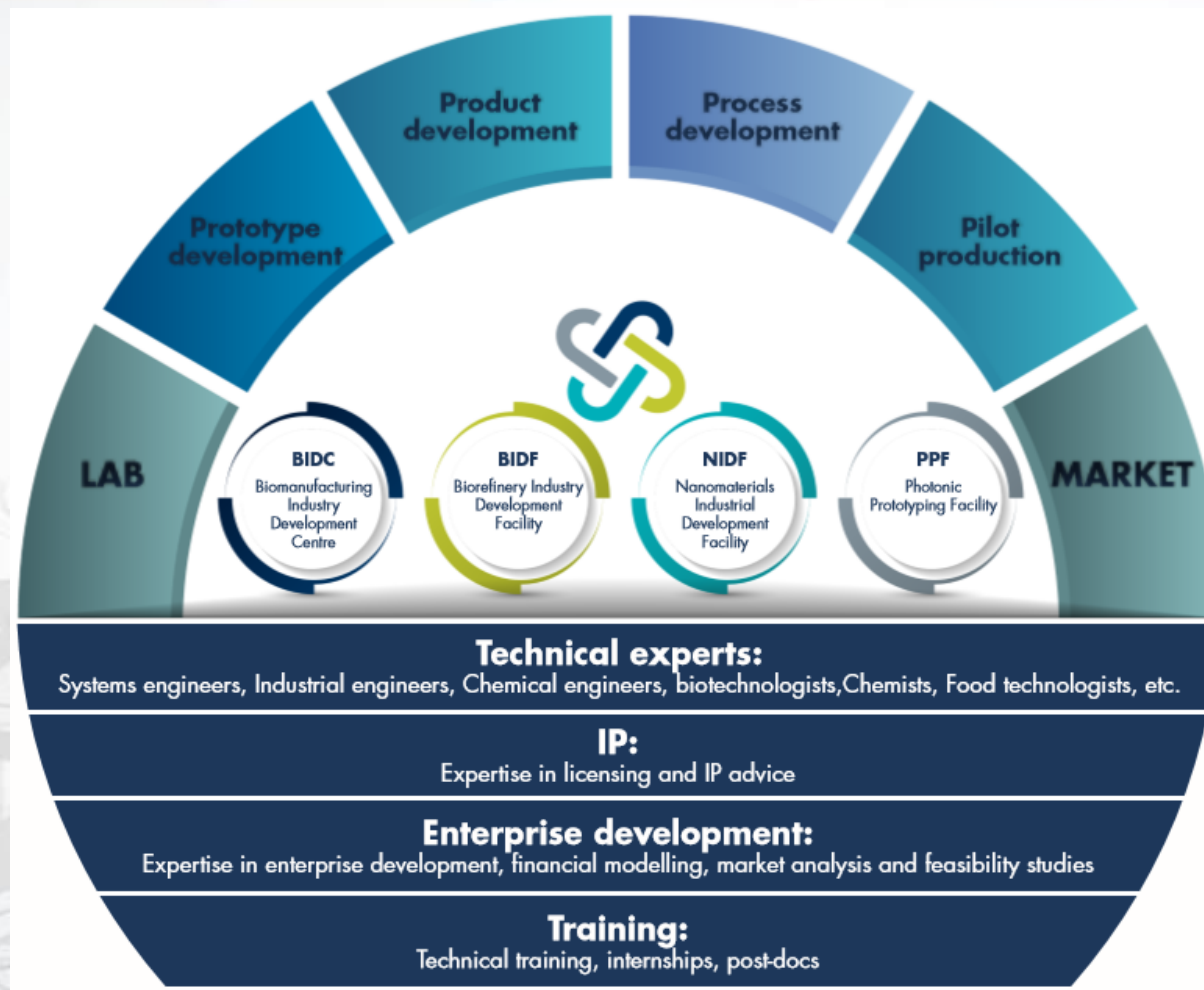 Product
development
Process
development
Prototype
development
Pilot
production
LAB
MARKET
BIDC
Biomanufacturing
Industry
Development
Centre
BIDF
Biorefinery Industry
Development
Facility
NIDF
Nanomaterials
Industrial
Development
Facility
PPF
Photonic
Prototyping Facility
Technical experts:
Systems engineers, Industrial engineers, Chemical engineers, biotechnologists,Chemists, Food technologists, etc.
IP:
Expertise in licensing and IP advice
Enterprise development:
Expertise in enterprise development, financial modelling, market analysis and feasibility studies
Training:
Technical training, internships, post-docs